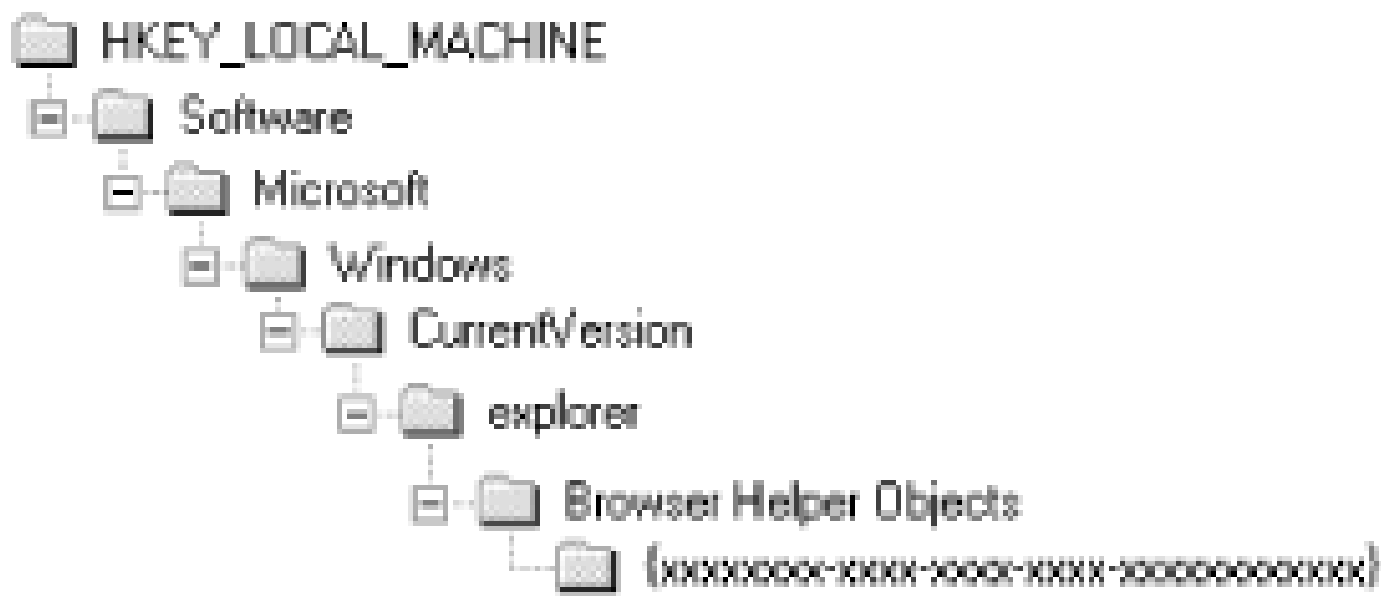 HKEY_LOCAL_MACHINE
Software
Microsoft
Windows
CurrentVersion
explorer
Browser Helper Objects
{xxxxxxxx-xxxx-xxxx-xxxx-xxxxxxxxxxxx}